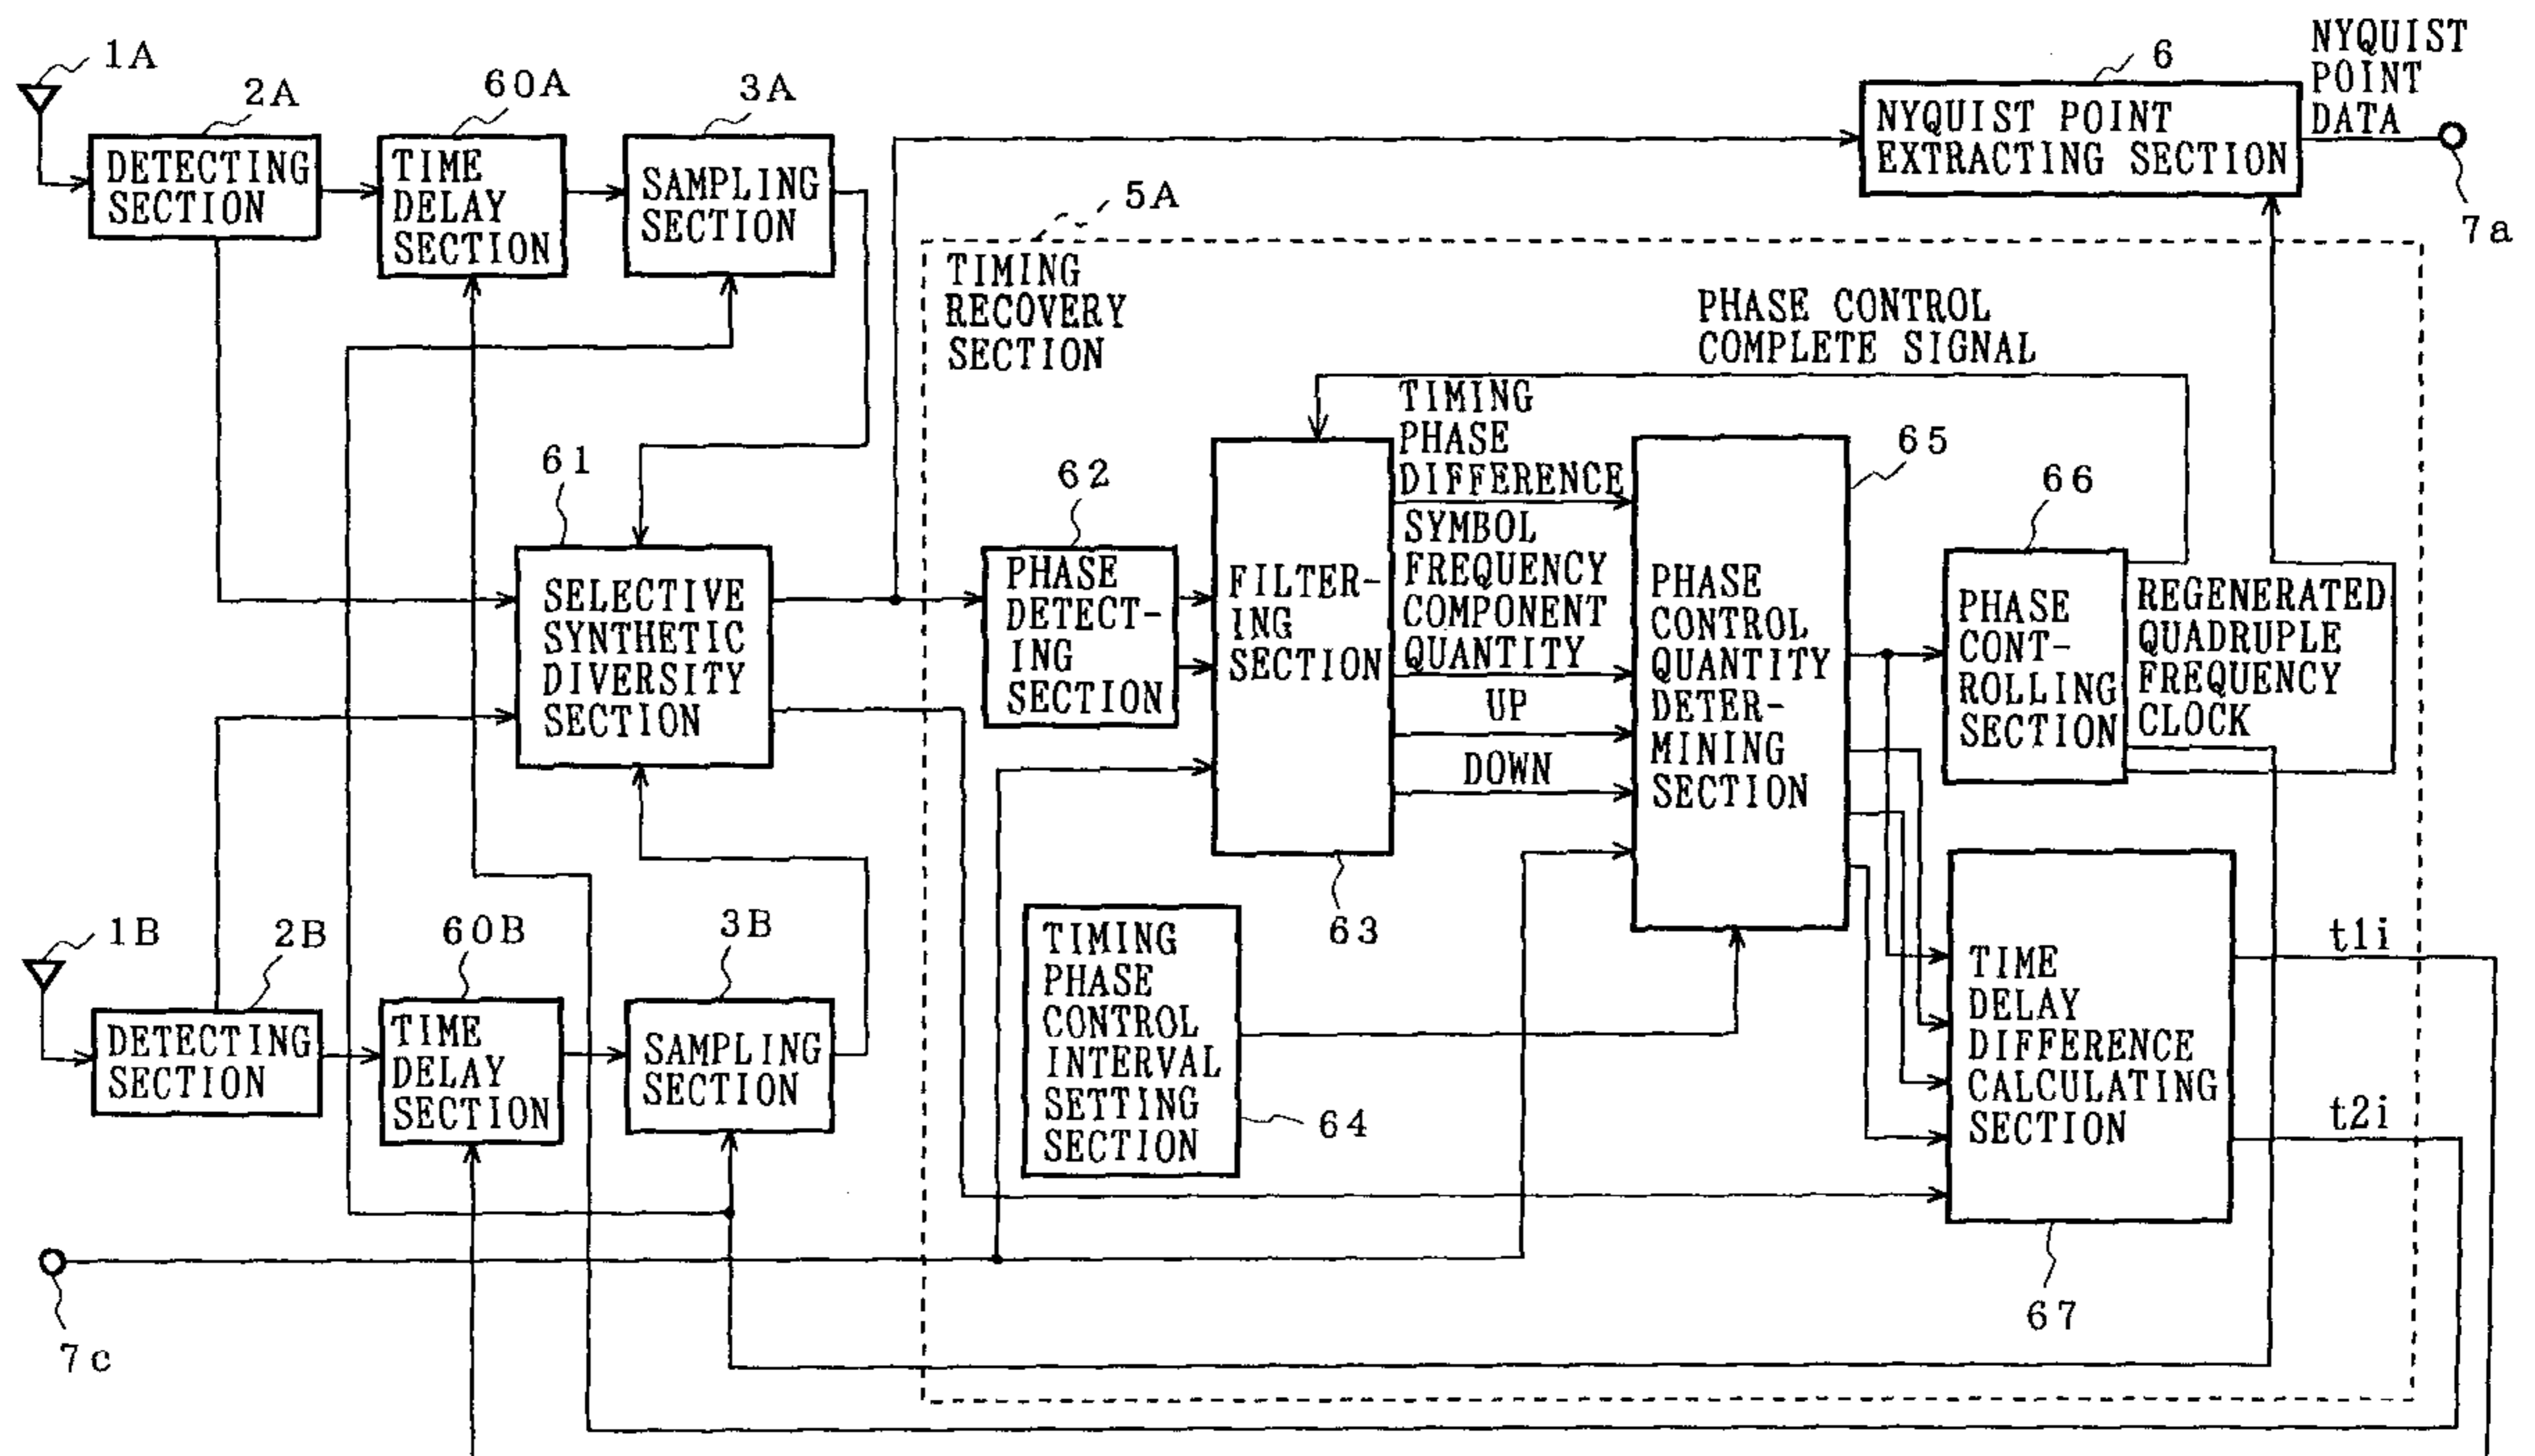 1A
2A
60A
3A
6
NYQUIST
POINT
DATA
DETECTING
SECTION
TIME
DELAY
SECTION
SAMPLING
SECTION
NYQUIST POINT
EXTRACTING SECTION
7a
5A
TIMING
RECOVERY
SECTION
PHASE CONTROL
COMPLETE SIGNAL
61
SELECTIVE
SYNTHETIC
DIVERSITY
SECTION
62
PHASE
DETECT-
ING
SECTION
FILTER-
ING
SECTION
63
TIMING
PHASE
DIFFERENCE
SYMBOL
FREQUENCY
COMPONENT
QUANTITY
UP
DOWN
65
PHASE
CONTROL
QUANTITY
DETER-
MINING
SECTION
66
PHASE
CONT-
ROLLING
SECTION
REGENERATED
QUADRUPLE
FREQUENCY
CLOCK
1B
2B
60B
3B
DETECTING
SECTION
TIME
DELAY
SECTION
SAMPLING
SECTION
TIMING
PHASE
CONTROL
INTERVAL
SETTING
SECTION
64
TIME
DELAY
DIFFERENCE
CALCULATING
SECTION
t1i
t2i
67
7c